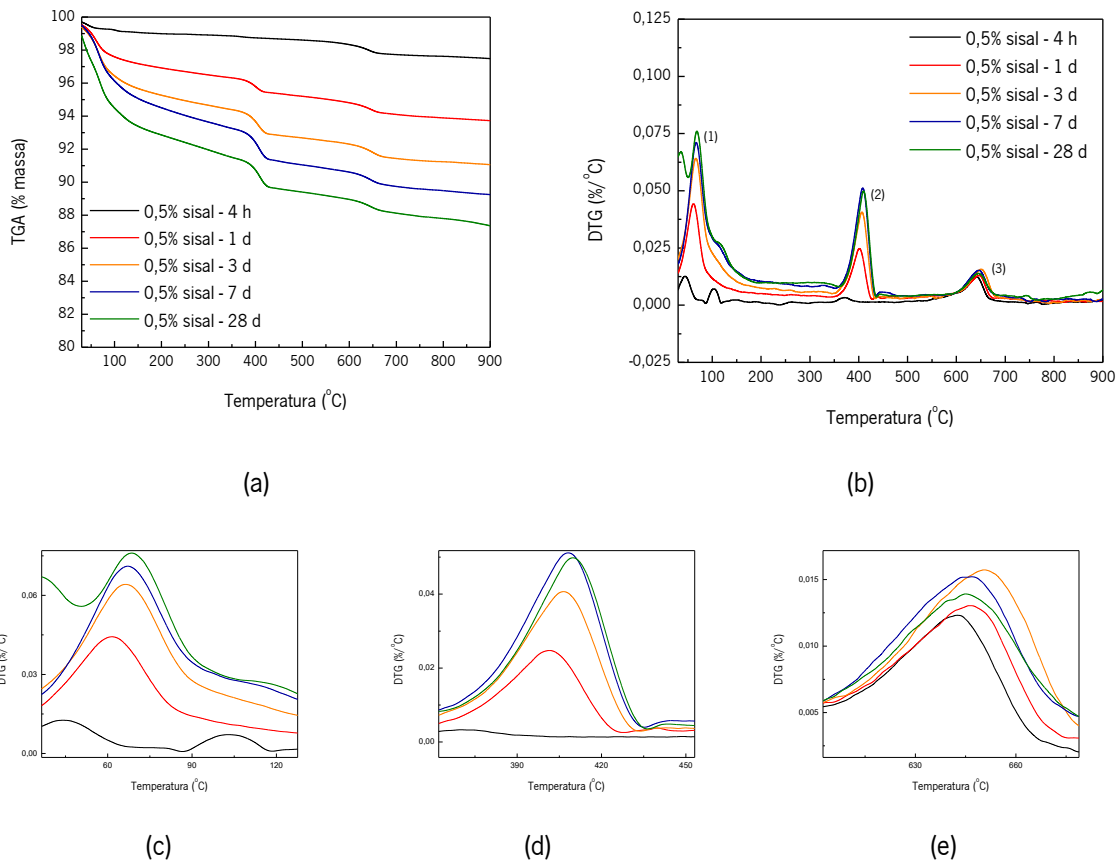 100
98
96
94
92
90
88
86
84
82
80
TGA (% massa)
0,5% sisal - 4 h
0,5% sisal - 1 d
0,5% sisal - 3 d
0,5% sisal - 7 d
0,5% sisal - 28 d
100 200 300 400 500 600 700 800 900
Temperatura (°C)
(a)
0,125
0,100
0,075
0,050
0,025
0,000
-0,025
DTG (%/°C)
0,5% sisal - 4 h
0,5% sisal - 1 d
0,5% sisal - 3 d
0,5% sisal - 7 d
0,5% sisal - 28 d
(1)
(2)
(3)
100 200 300 400 500 600 700 800 900
Temperatura (°C)
(b)
0,06
0,03
0,00
DTG (%/°C)
60 90 120
Temperatura (°C)
(c)
0,04
0,02
0,00
DTG (%/°C)
390 420 450
Temperatura (°C)
(d)
0,015
0,010
0,005
DTG (%/°C)
630 660
Temperatura (°C)
(e)